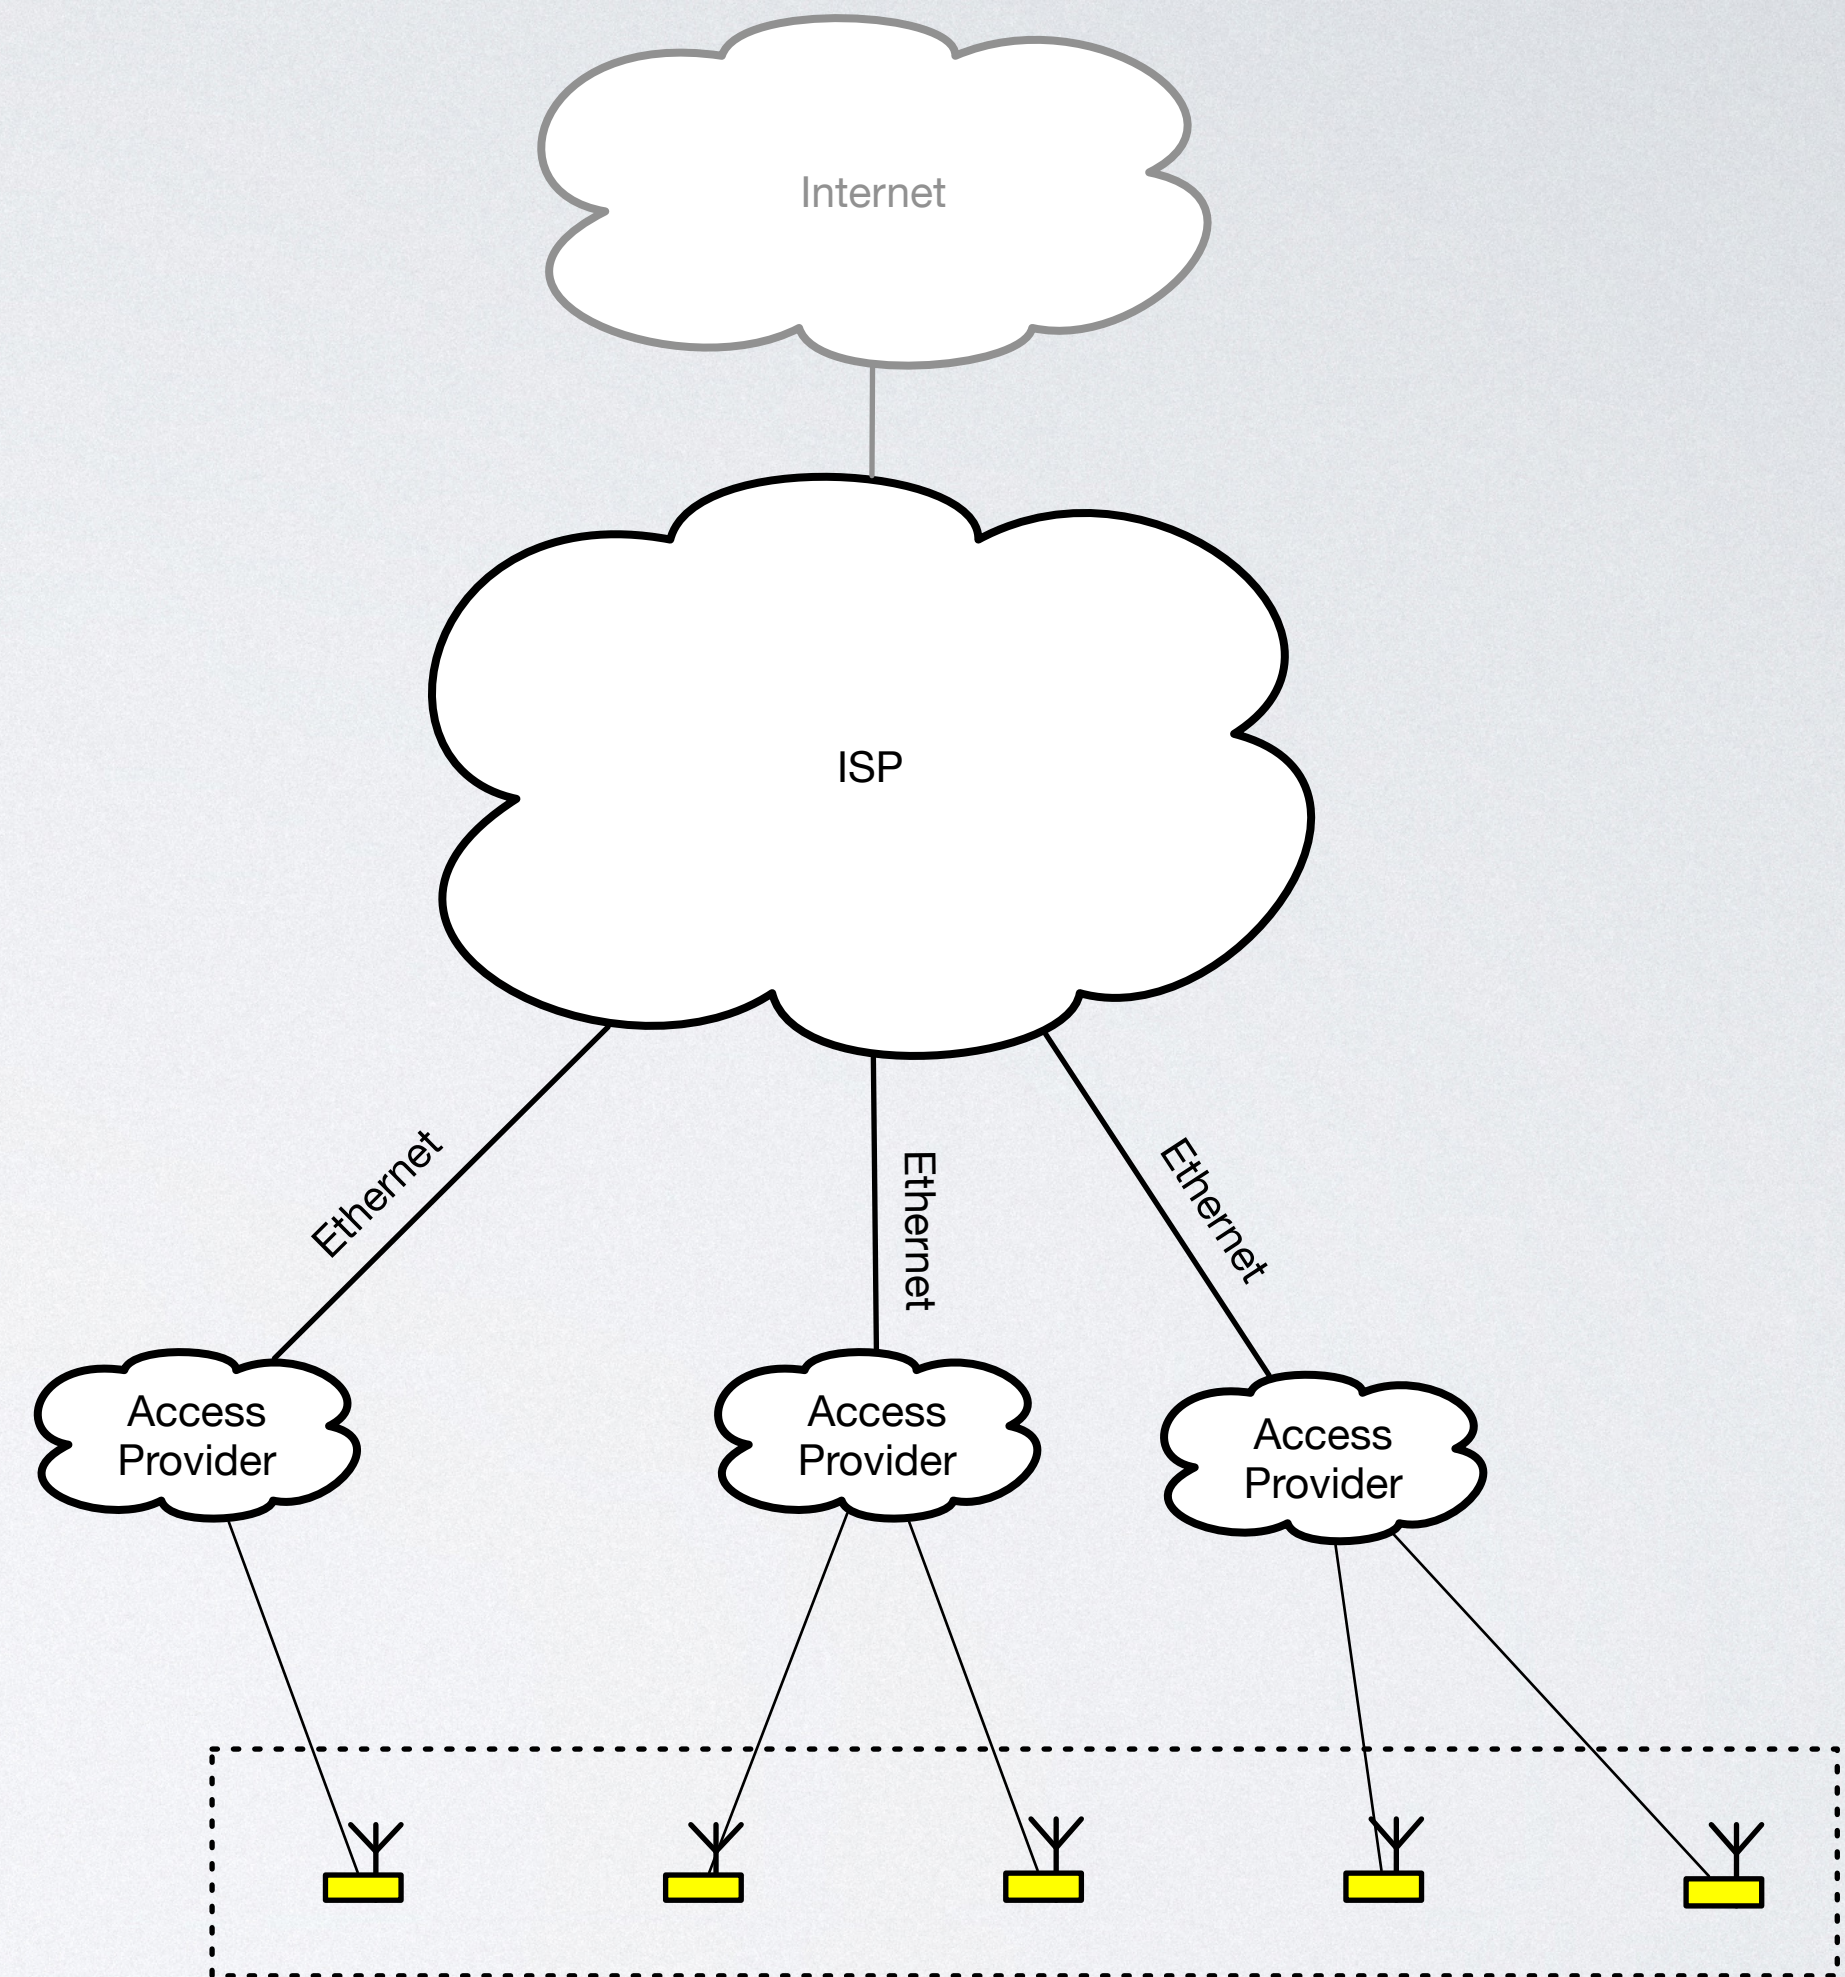 Internet
ISP
Ethernet
Ethernet
Ethernet
Access
Provider
Access
Provider
Access
Provider